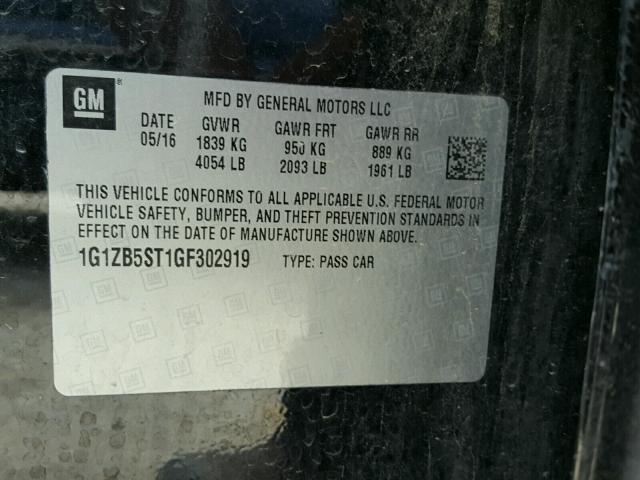 GM ®
MFD BY GENERAL MOTORS LLC
DATE GVWR GAWR FRT GAWR RR
05/16 1839 KG 950 KG 889 KG
4054 LB 2093 LB 1961 LB
THIS VEHICLE CONFORMS TO ALL APPLICABLE U.S. FEDERAL MOTOR
VEHICLE SAFETY, BUMPER, AND THEFT PREVENTION STANDARDS IN
EFFECT ON THE DATE OF MANUFACTURE SHOWN ABOVE.
1G1ZB5ST1GF302919 TYPE: PASS CAR